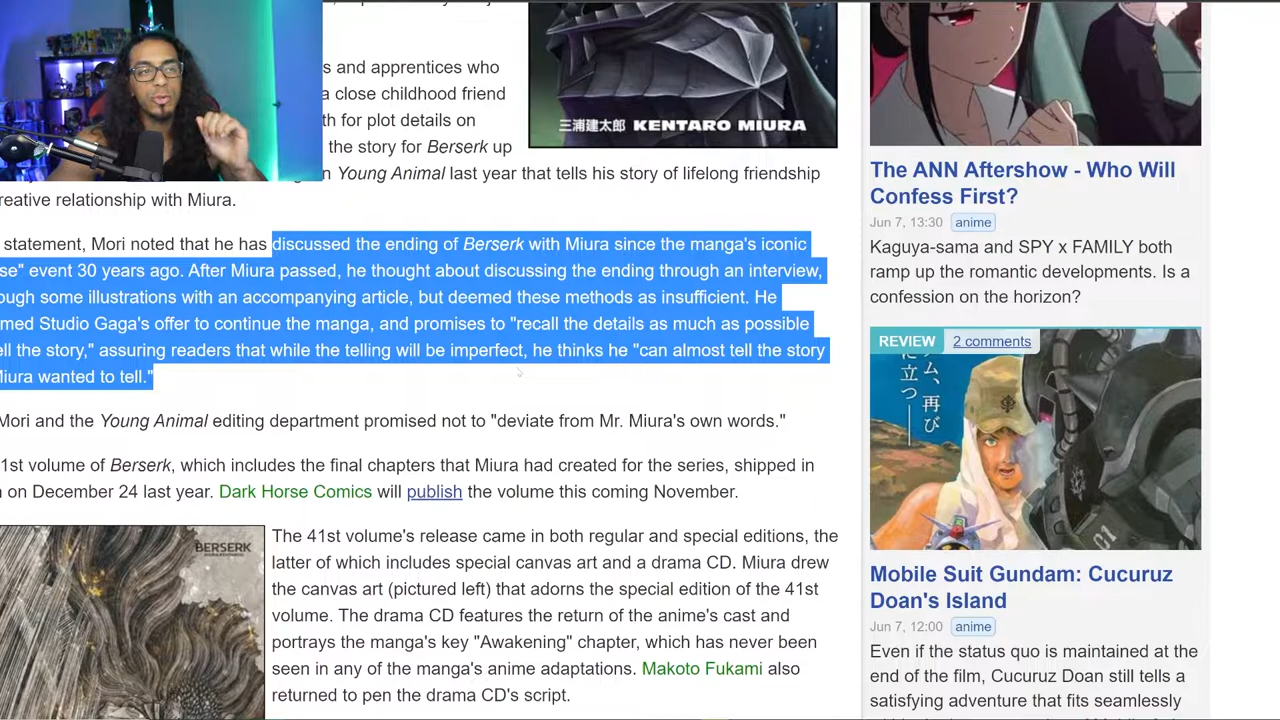 s and apprentices who
a close childhood friend
th for plot details on
the story for Berserk up
n Young Animal last year that tells his story of lifelong friendship
reative relationship with Miura.
三浦建太郎 KENTARO MIURA
statement, Mori noted that he has discussed the ending of Berserk with Miura since the manga's iconic
se" event 30 years ago. After Miura passed, he thought about discussing the ending through an interview,
ough some illustrations with an accompanying article, but deemed these methods as insufficient. He
med Studio Gaga's offer to continue the manga, and promises to "recall the details as much as possible
ell the story," assuring readers that while the telling will be imperfect, he thinks he "can almost tell the story
Miura wanted to tell."
Mori and the Young Animal editing department promised not to "deviate from Mr. Miura's own words."
1st volume of Berserk, which includes the final chapters that Miura had created for the series, shipped in
n on December 24 last year. Dark Horse Comics will publish the volume this coming November.
BERSERK
The 41st volume's release came in both regular and special editions, the
latter of which includes special canvas art and a drama CD. Miura drew
the canvas art (pictured left) that adorns the special edition of the 41st
volume. The drama CD features the return of the anime's cast and
portrays the manga's key "Awakening" chapter, which has never been
seen in any of the manga's anime adaptations. Makoto Fukami also
returned to pen the drama CD's script.
The ANN Aftershow - Who Will
Confess First?
Jun 7, 13:30 anime
Kaguya-sama and SPY x FAMILY both
ramp up the romantic developments. Is a
confession on the horizon?
REVIEW 2 comments
ム、再び
に立つ——
01
Mobile Suit Gundam: Cucuruz
Doan's Island
Jun 7, 12:00 anime
Even if the status quo is maintained at
the end of the film, Cucuruz Doan still tells a
satisfying adventure that fits seamlessly